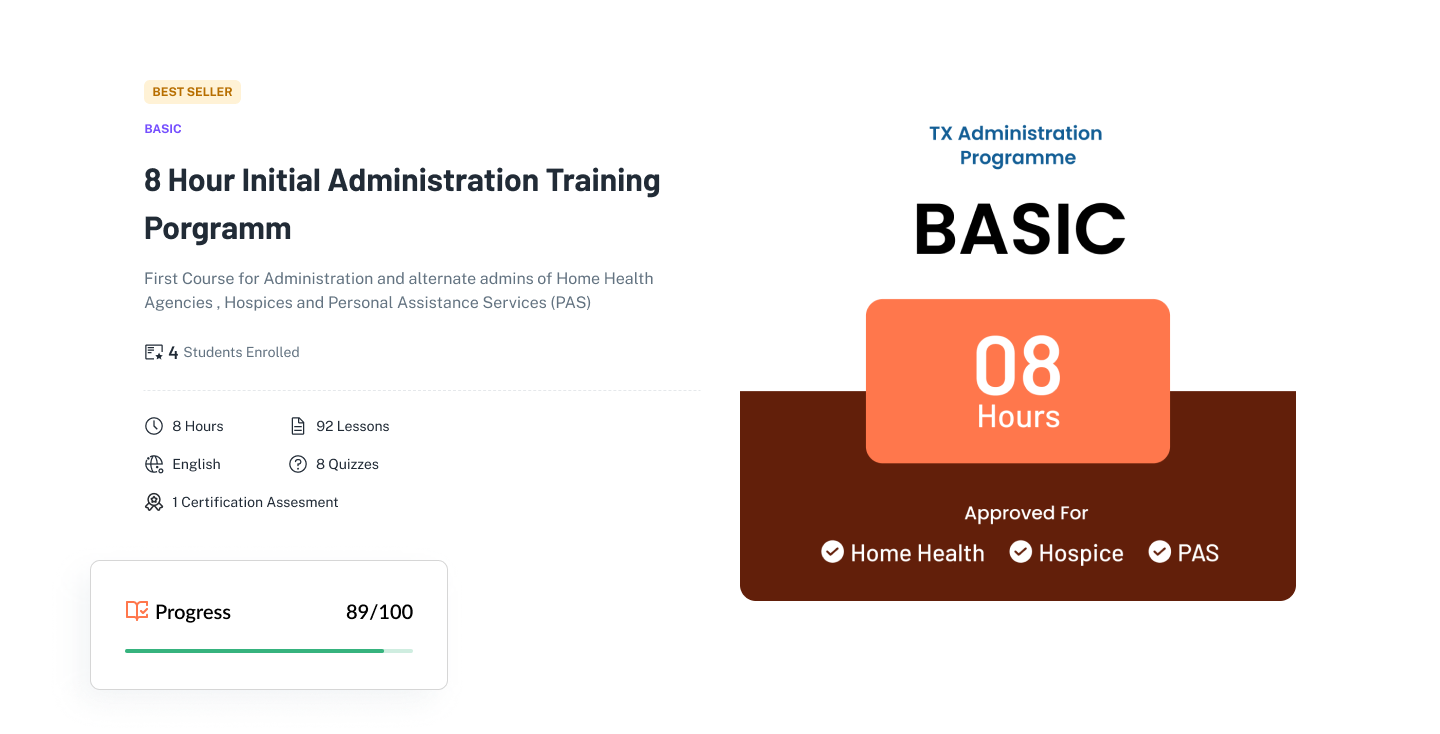 BEST SELLER
BASIC
8 Hour Initial Administration Training
Porgramm
First Course for Administration and alternate admins of Home Health
Agencies , Hospices and Personal Assistance Services (PAS)
4 Students Enrolled
8 Hours
92 Lessons
English
8 Quizzes
1 Certification Assesment
Progress
89/100
TX Administration
Programme
BASIC
08
Hours
Approved For
Home Health
Hospice
PAS